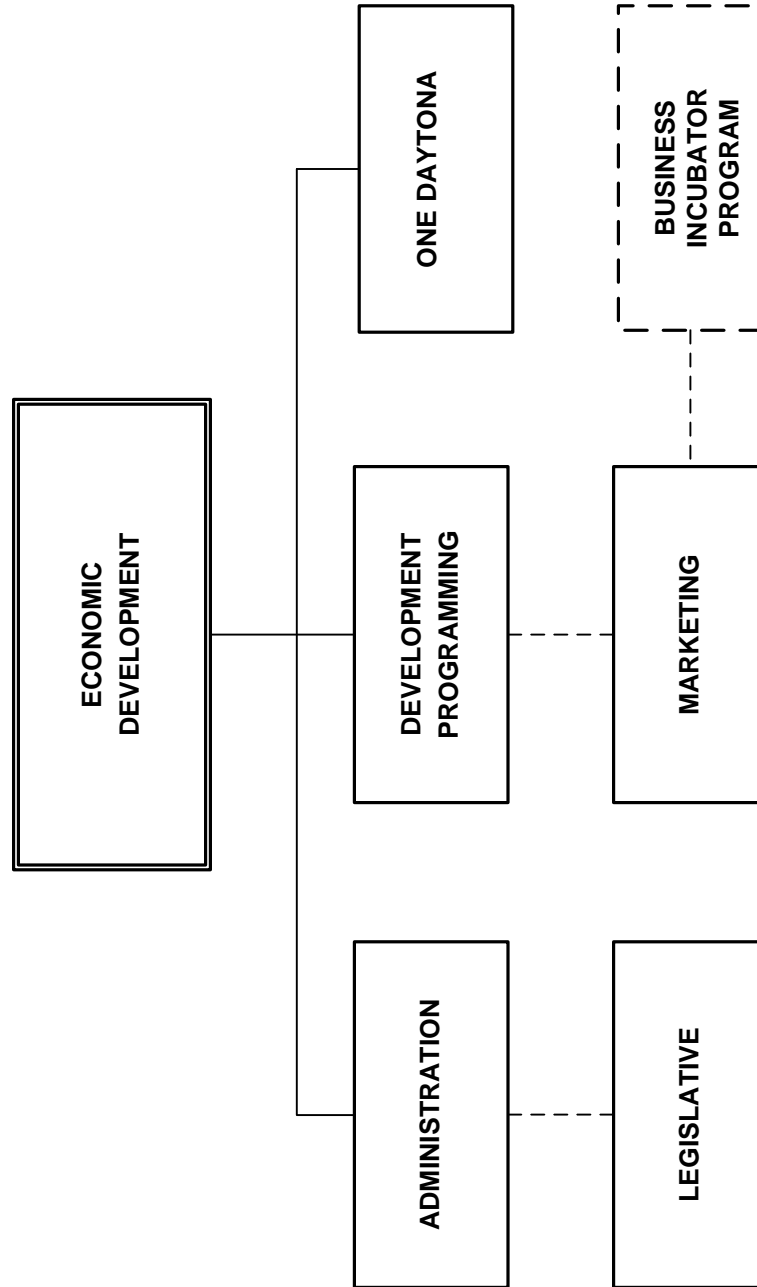 ECONOMIC
DEVELOPMENT
ADMINISTRATION
DEVELOPMENT
PROGRAMMING
ONE DAYTONA
LEGISLATIVE
MARKETING
BUSINESS
INCUBATOR
PROGRAM